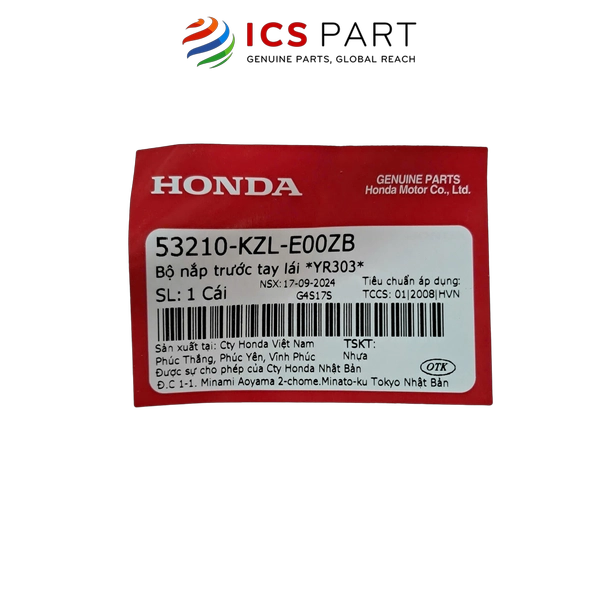 ICS PART
GENUINE PARTS, GLOBAL REACH
HONDA
GENUINE PARTS
Honda Motor Co., Ltd.
53210-KZL-E00ZB
Bộ nắp trước tay lái *YR303*
NSX: 17-09-2024
Tiêu chuẩn áp dụng:
SL: 1 Cái
G4S17S
TCCS: 01|2008|HVN
Sản xuất tại: Cty Honda Việt Nam
TSKT:
Phúc Thắng, Phúc Yên, Vĩnh Phúc
Nhựa
Được sự cho phép của Cty Honda Nhật Bản
OTK
Đ.C 1-1. Minami Aoyama 2-chome.Minato-ku Tokyo Nhật Bản